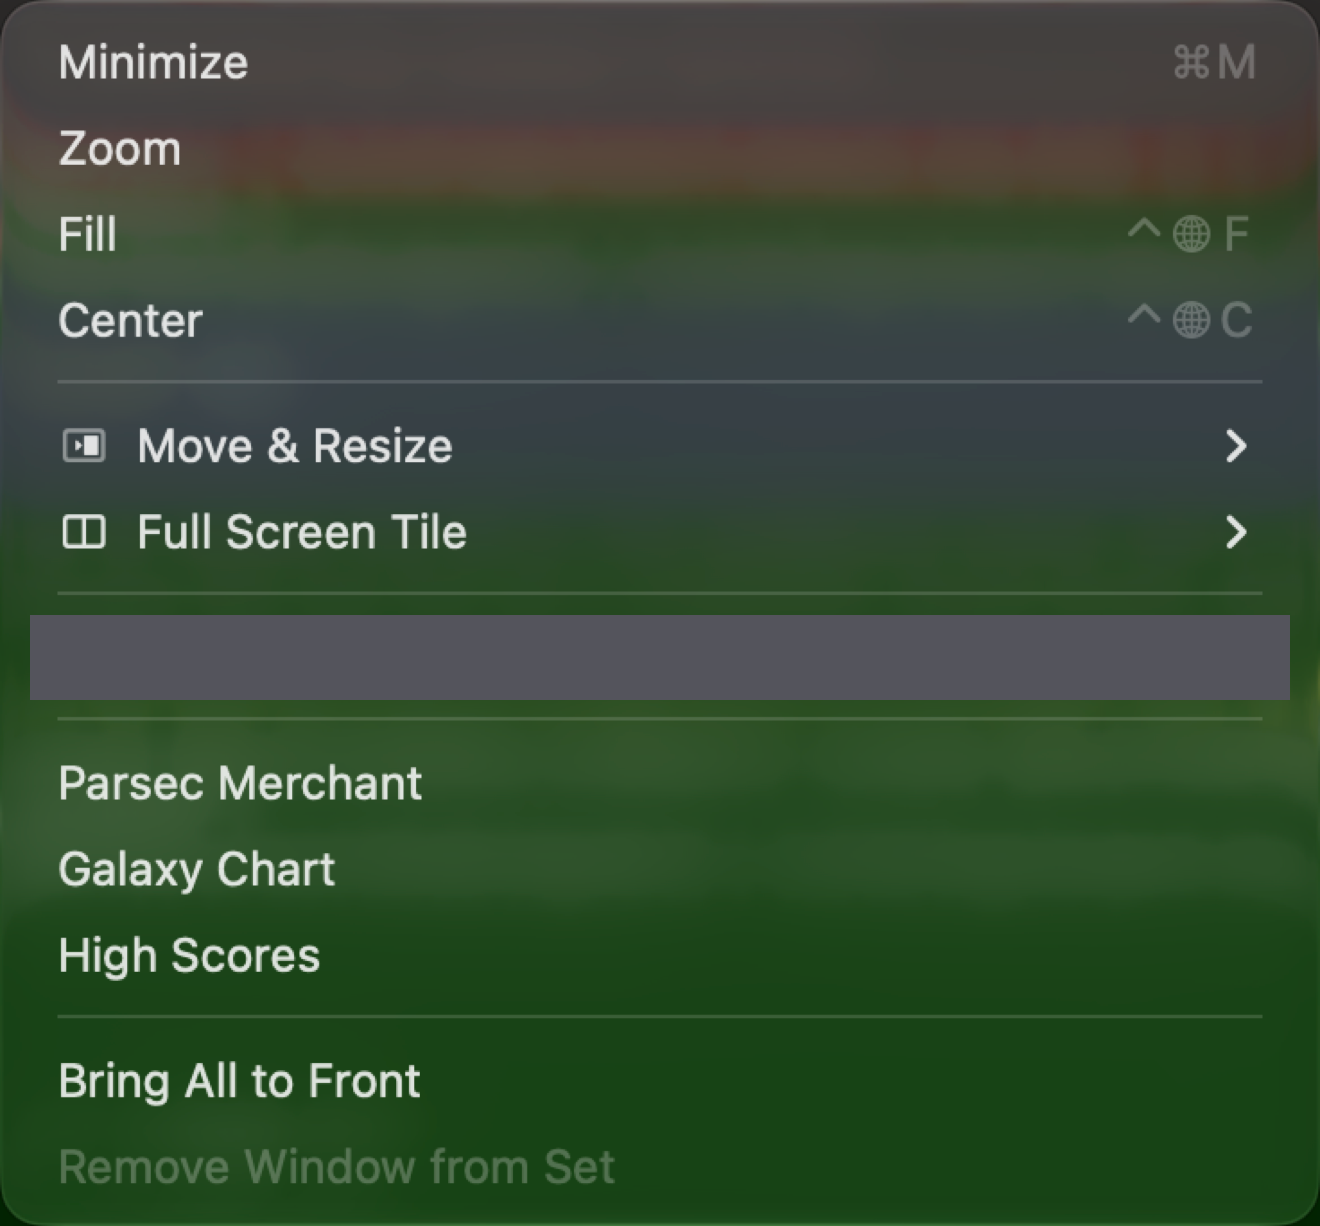 Minimize ⌘M
Zoom
Fill ^🌐F
Center ^🌐C
Move & Resize
Full Screen Tile
Parsec Merchant
Galaxy Chart
High Scores
Bring All to Front
Remove Window from Set